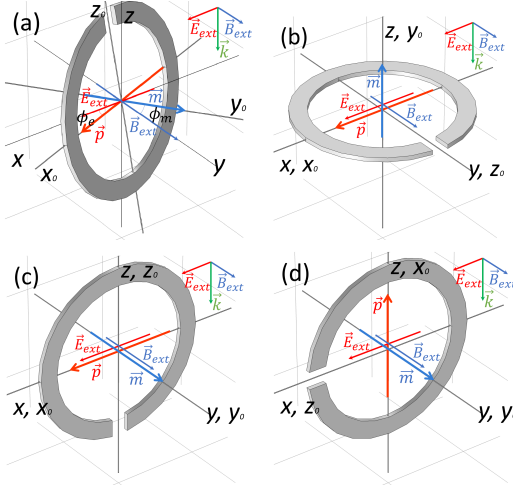 (a)
z₀
z
E⃗ext
B⃗ext
k⃗
E⃗ext
m⃗
ϕe
ϕm
p⃗
B⃗ext
y₀
x
x₀
y
(b)
z, y₀
E⃗ext
B⃗ext
k⃗
m⃗
E⃗ext
p⃗
B⃗ext
x, x₀
y, z₀
(c)
z, z₀
E⃗ext
B⃗ext
k⃗
E⃗ext
B⃗ext
p⃗
m⃗
x, x₀
y, y₀
(d)
z, x₀
E⃗ext
B⃗ext
k⃗
p⃗
E⃗ext
B⃗ext
m⃗
x, z₀
y, y